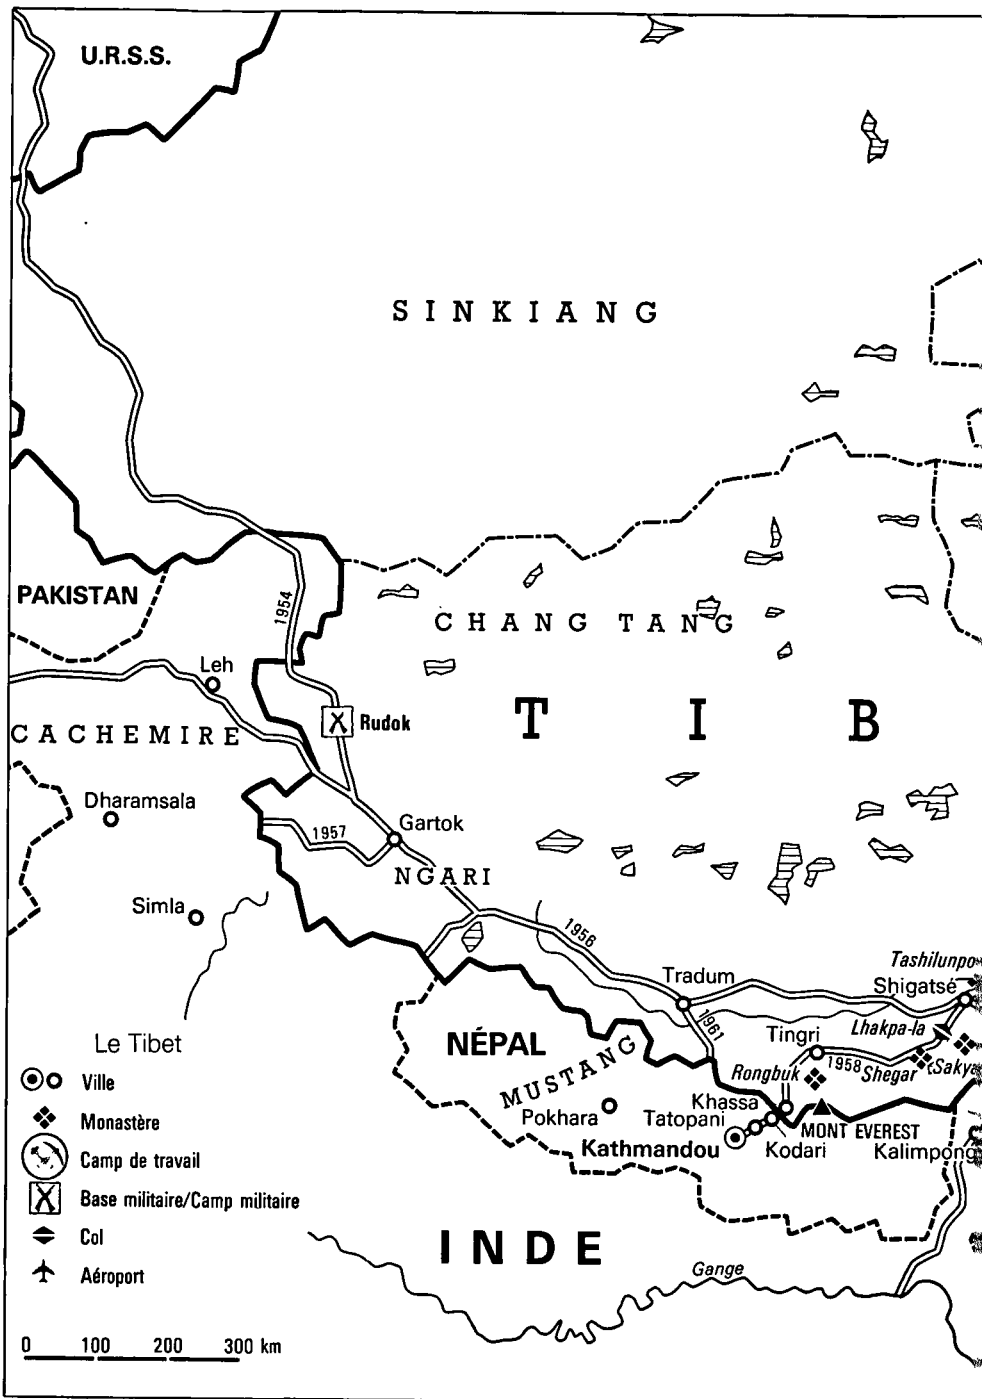 U.R.S.S.
SINKIANG
PAKISTAN
1954
CHANG TANG
Leh
Rudok
T I B
CACHEMIRE
Dharamsala
1957
Gartok
NGARI
Simla
1956
Tradum
Tashilunpo
Shigatsé
1961
Lhakpa-la
Tingri
NÉPAL
1958
Shegar
Sakya
Rongbuk
MUSTANG
Khassa
Pokhara
Tatopani
MONT EVEREST
Kathmandou
Kodari
Kalimpong
INDE
Gange
Le Tibet
Ville
Monastère
Camp de travail
Base militaire/Camp militaire
Col
Aéroport
0 100 200 300 km